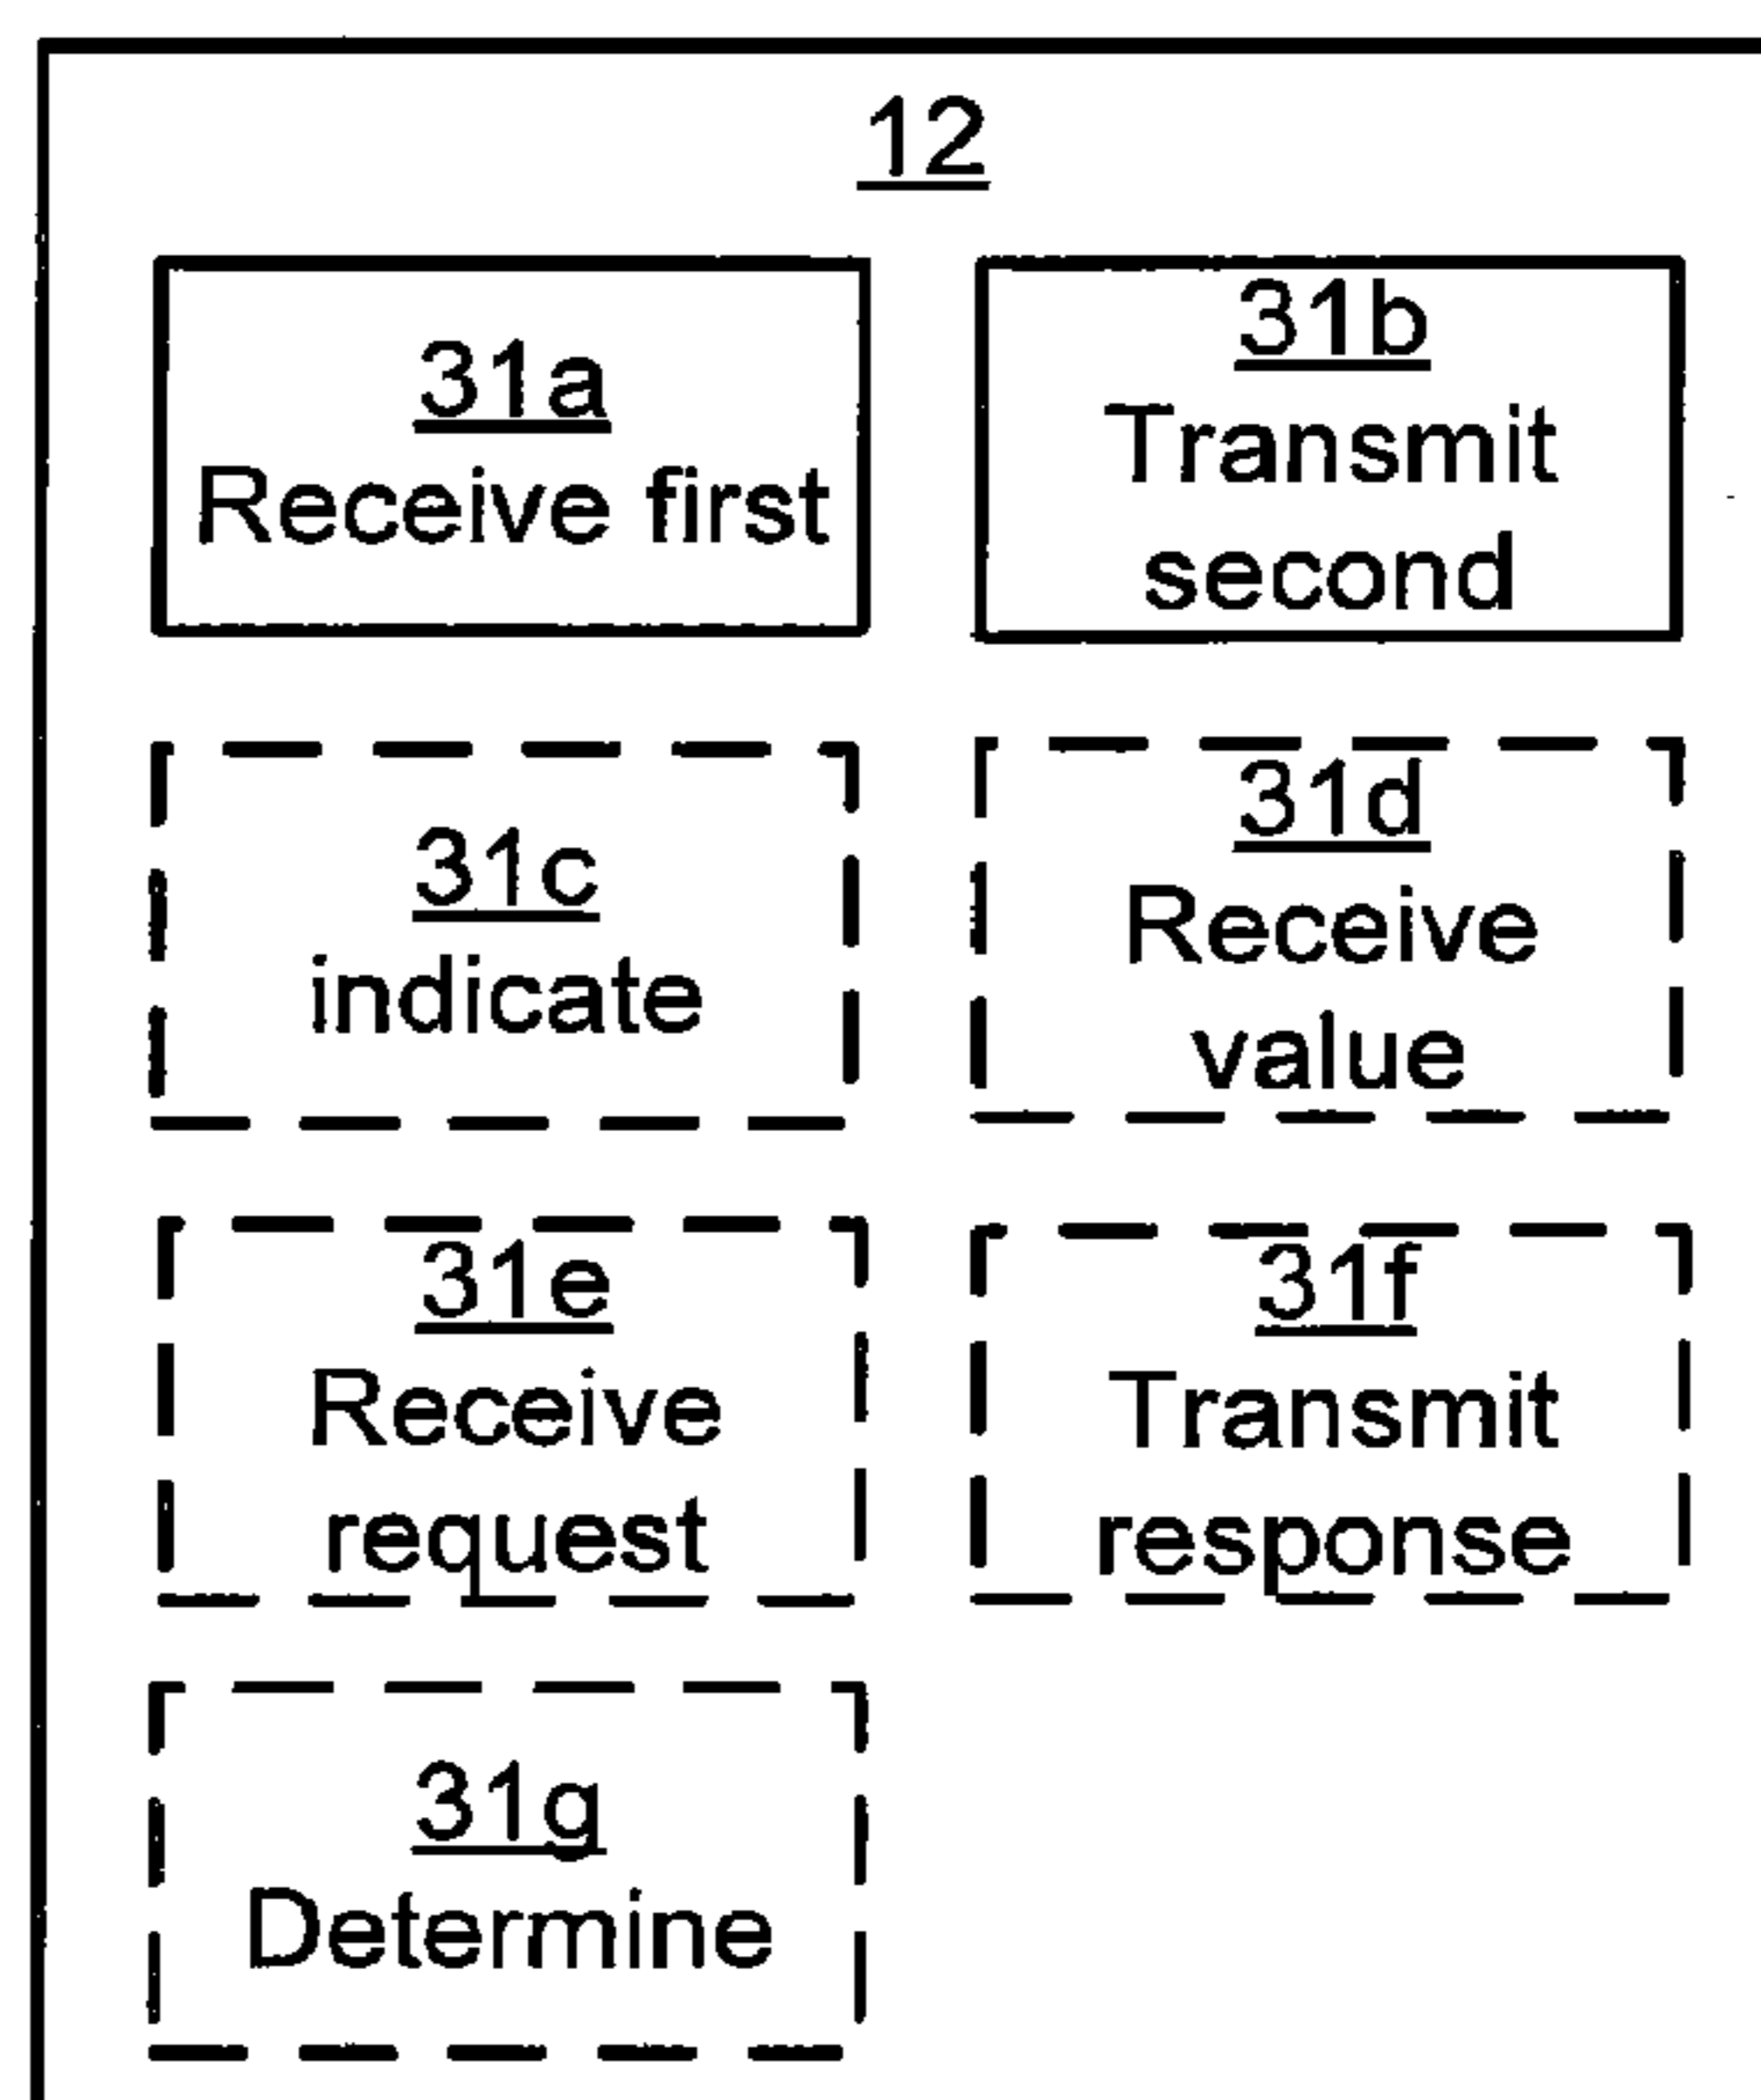 12
31a
Receive first
31b
Transmit
second
31c
indicate
31d
Receive
value
31e
Receive
request
31f
Transmit
response
31g
Determine